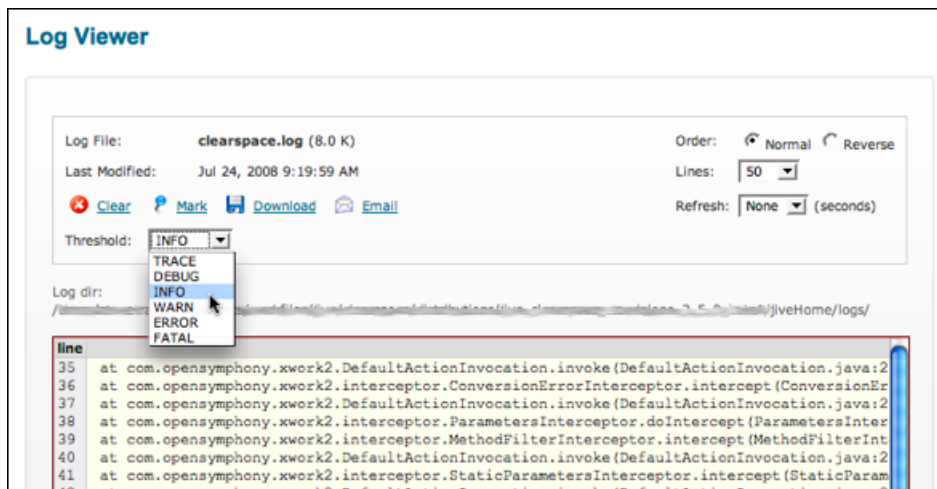 Log Viewer
Log File: clearspace.log (8.0 K) Order: Normal Reverse
Last Modified: Jul 24, 2008 9:19:59 AM Lines: 50
Clear Mark Download Email Refresh: None (seconds)
Threshold: INFO
TRACE
DEBUG
INFO
WARN
ERROR
FATAL
Log dir:
/jiveHome/logs/
line
35 at com.opensymphony.xwork2.DefaultActionInvocation.invoke(DefaultActionInvocation.java:2
36 at com.opensymphony.xwork2.interceptor.ConversionErrorInterceptor.intercept(ConversionEr
37 at com.opensymphony.xwork2.DefaultActionInvocation.invoke(DefaultActionInvocation.java:2
38 at com.opensymphony.xwork2.interceptor.ParametersInterceptor.doIntercept(ParametersInter
39 at com.opensymphony.xwork2.interceptor.MethodFilterInterceptor.intercept(MethodFilterInt
40 at com.opensymphony.xwork2.DefaultActionInvocation.invoke(DefaultActionInvocation.java:2
41 at com.opensymphony.xwork2.interceptor.StaticParametersInterceptor.intercept(StaticParam